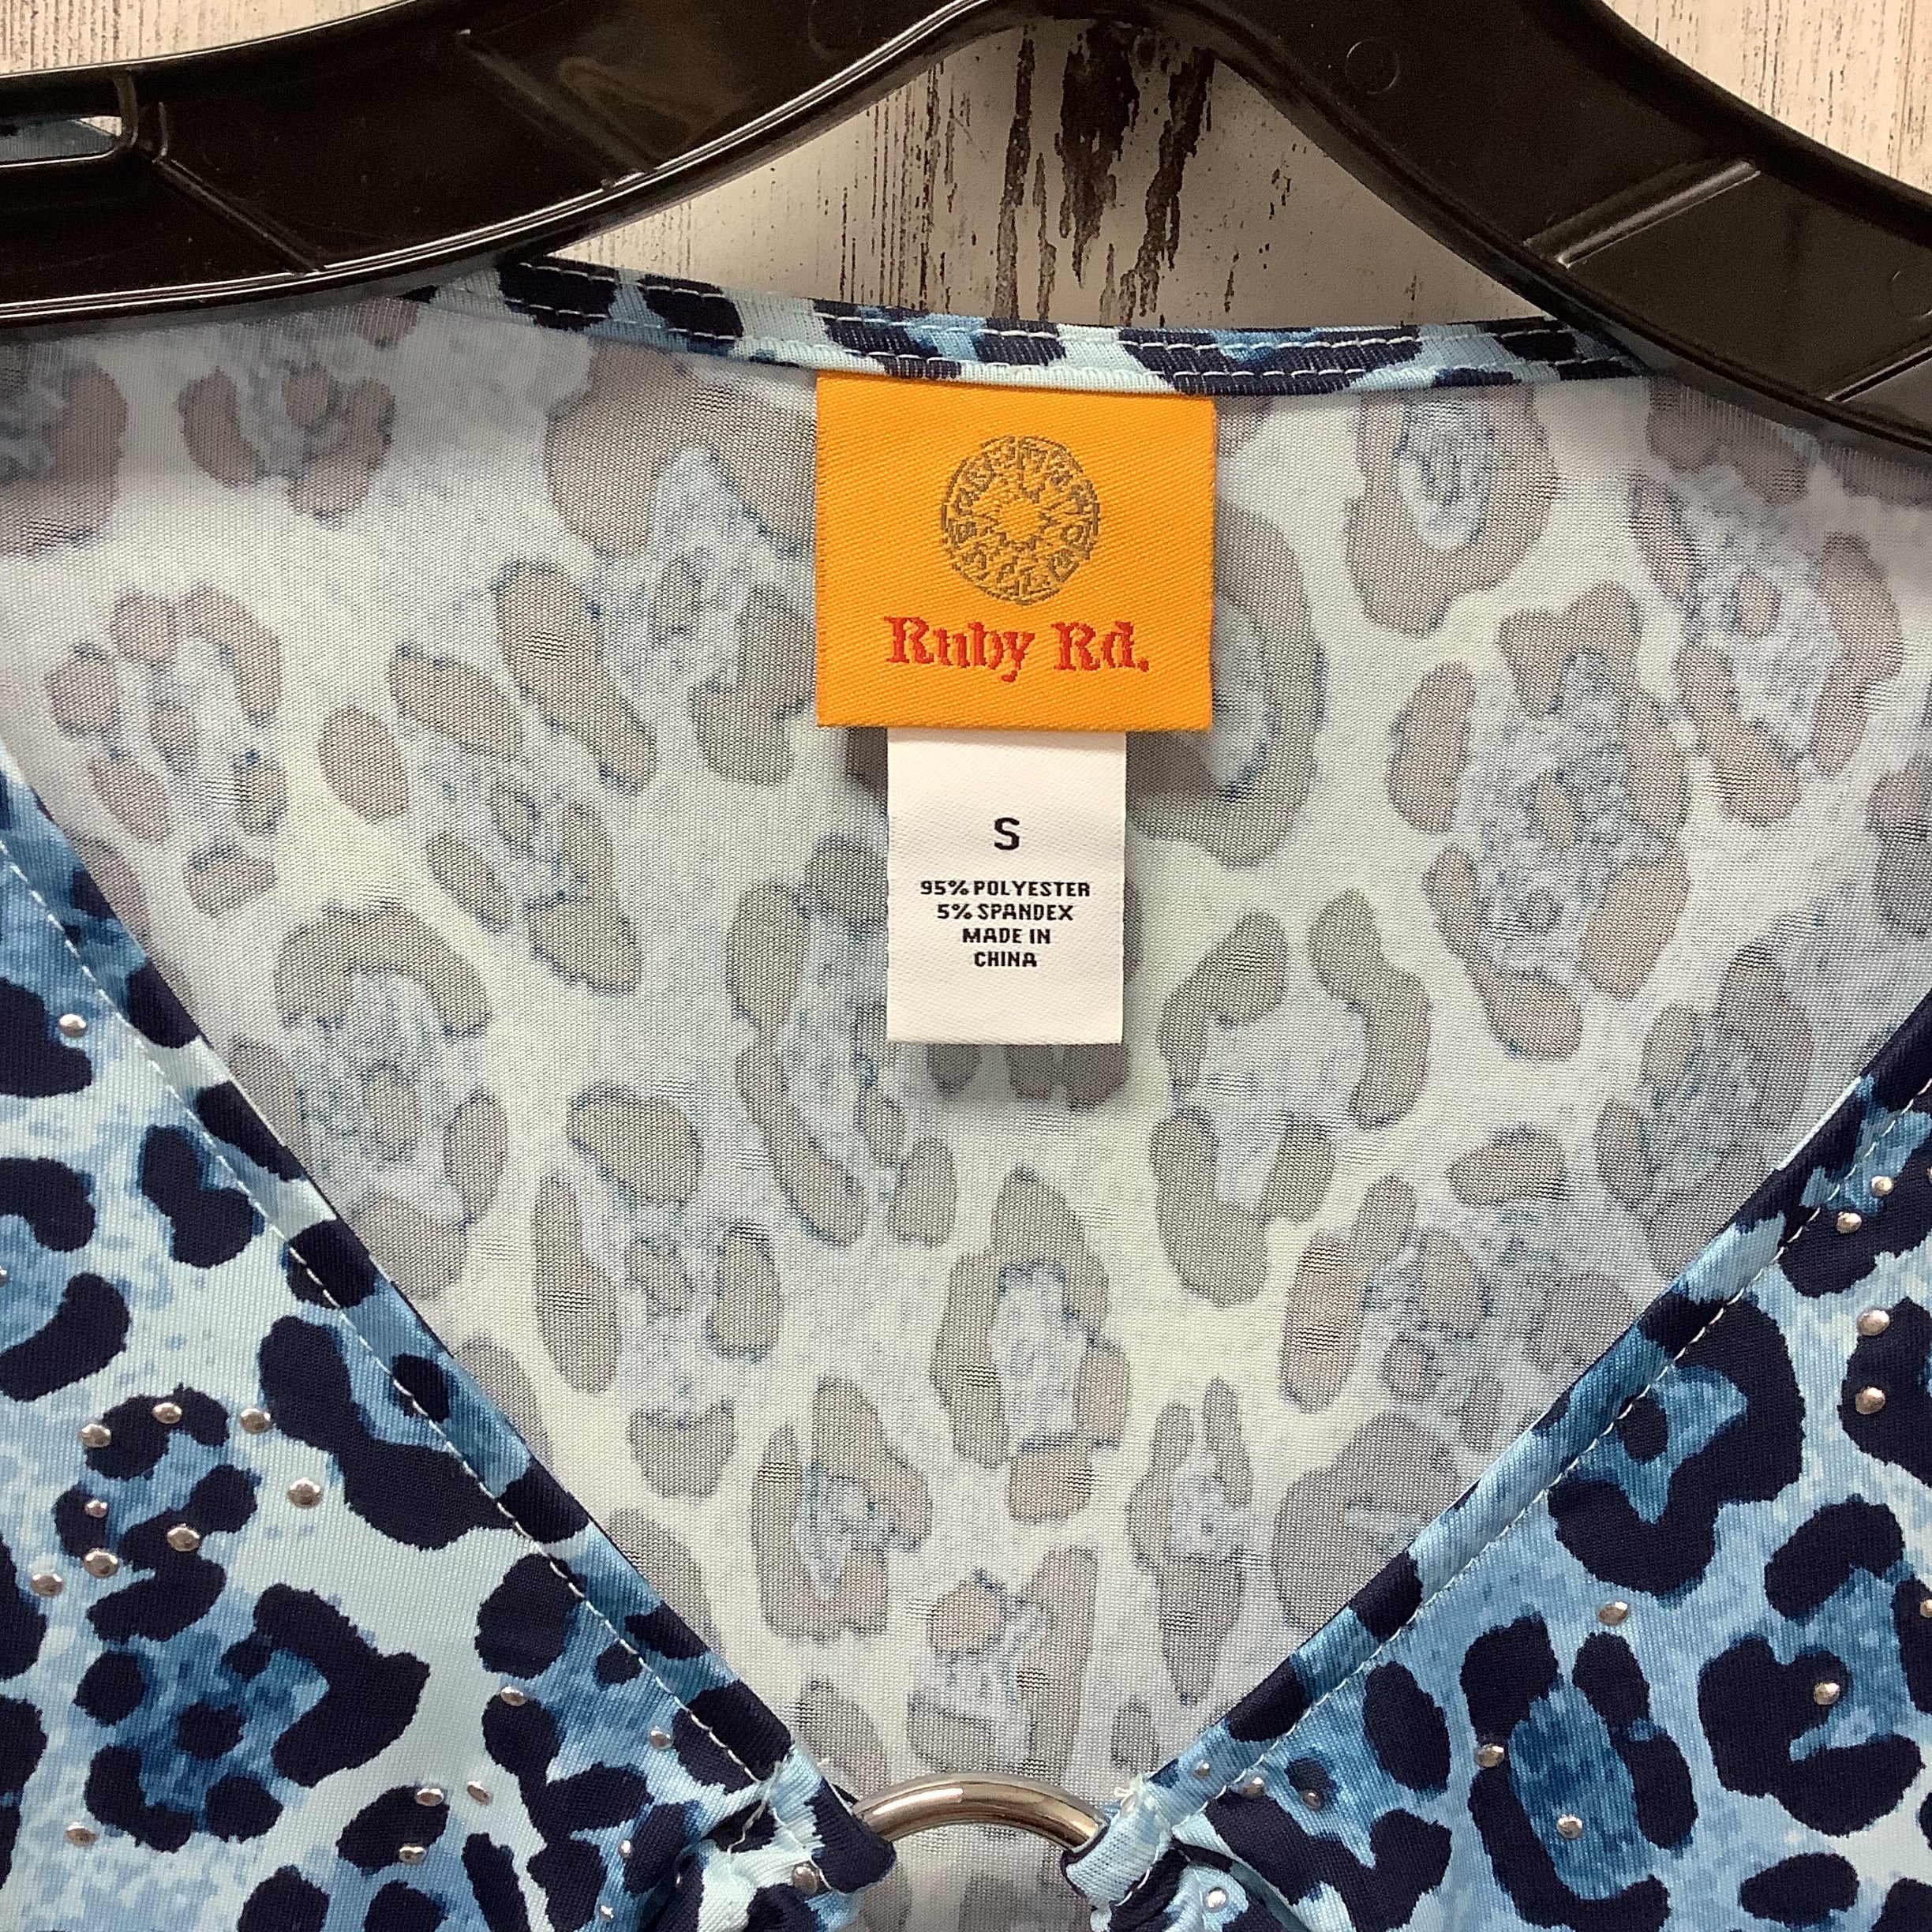 Ruby Rd.
S
95% POLYESTER
5% SPANDEX
MADE IN
CHINA